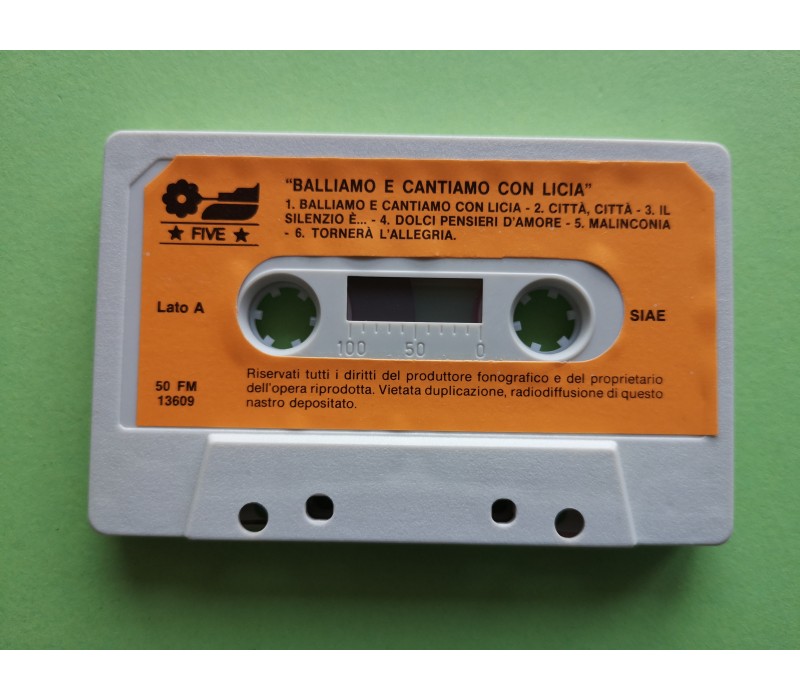 "BALLIAMO E CANTIAMO CON LICIA"
1. BALLIAMO E CANTIAMO CON LICIA - 2. CITTÀ, CITTÀ - 3. IL
SILENZIO È... - 4. DOLCI PENSIERI D'AMORE - 5. MALINCONIA
- 6. TORNERÀ L'ALLEGRIA.
★ FIVE ★
Lato A
SIAE
100 50 0
50 FM
13609
Riservati tutti i diritti del produttore fonografico e del proprietario
dell'opera riprodotta. Vietata duplicazione, radiodiffusione di questo
nastro depositato.